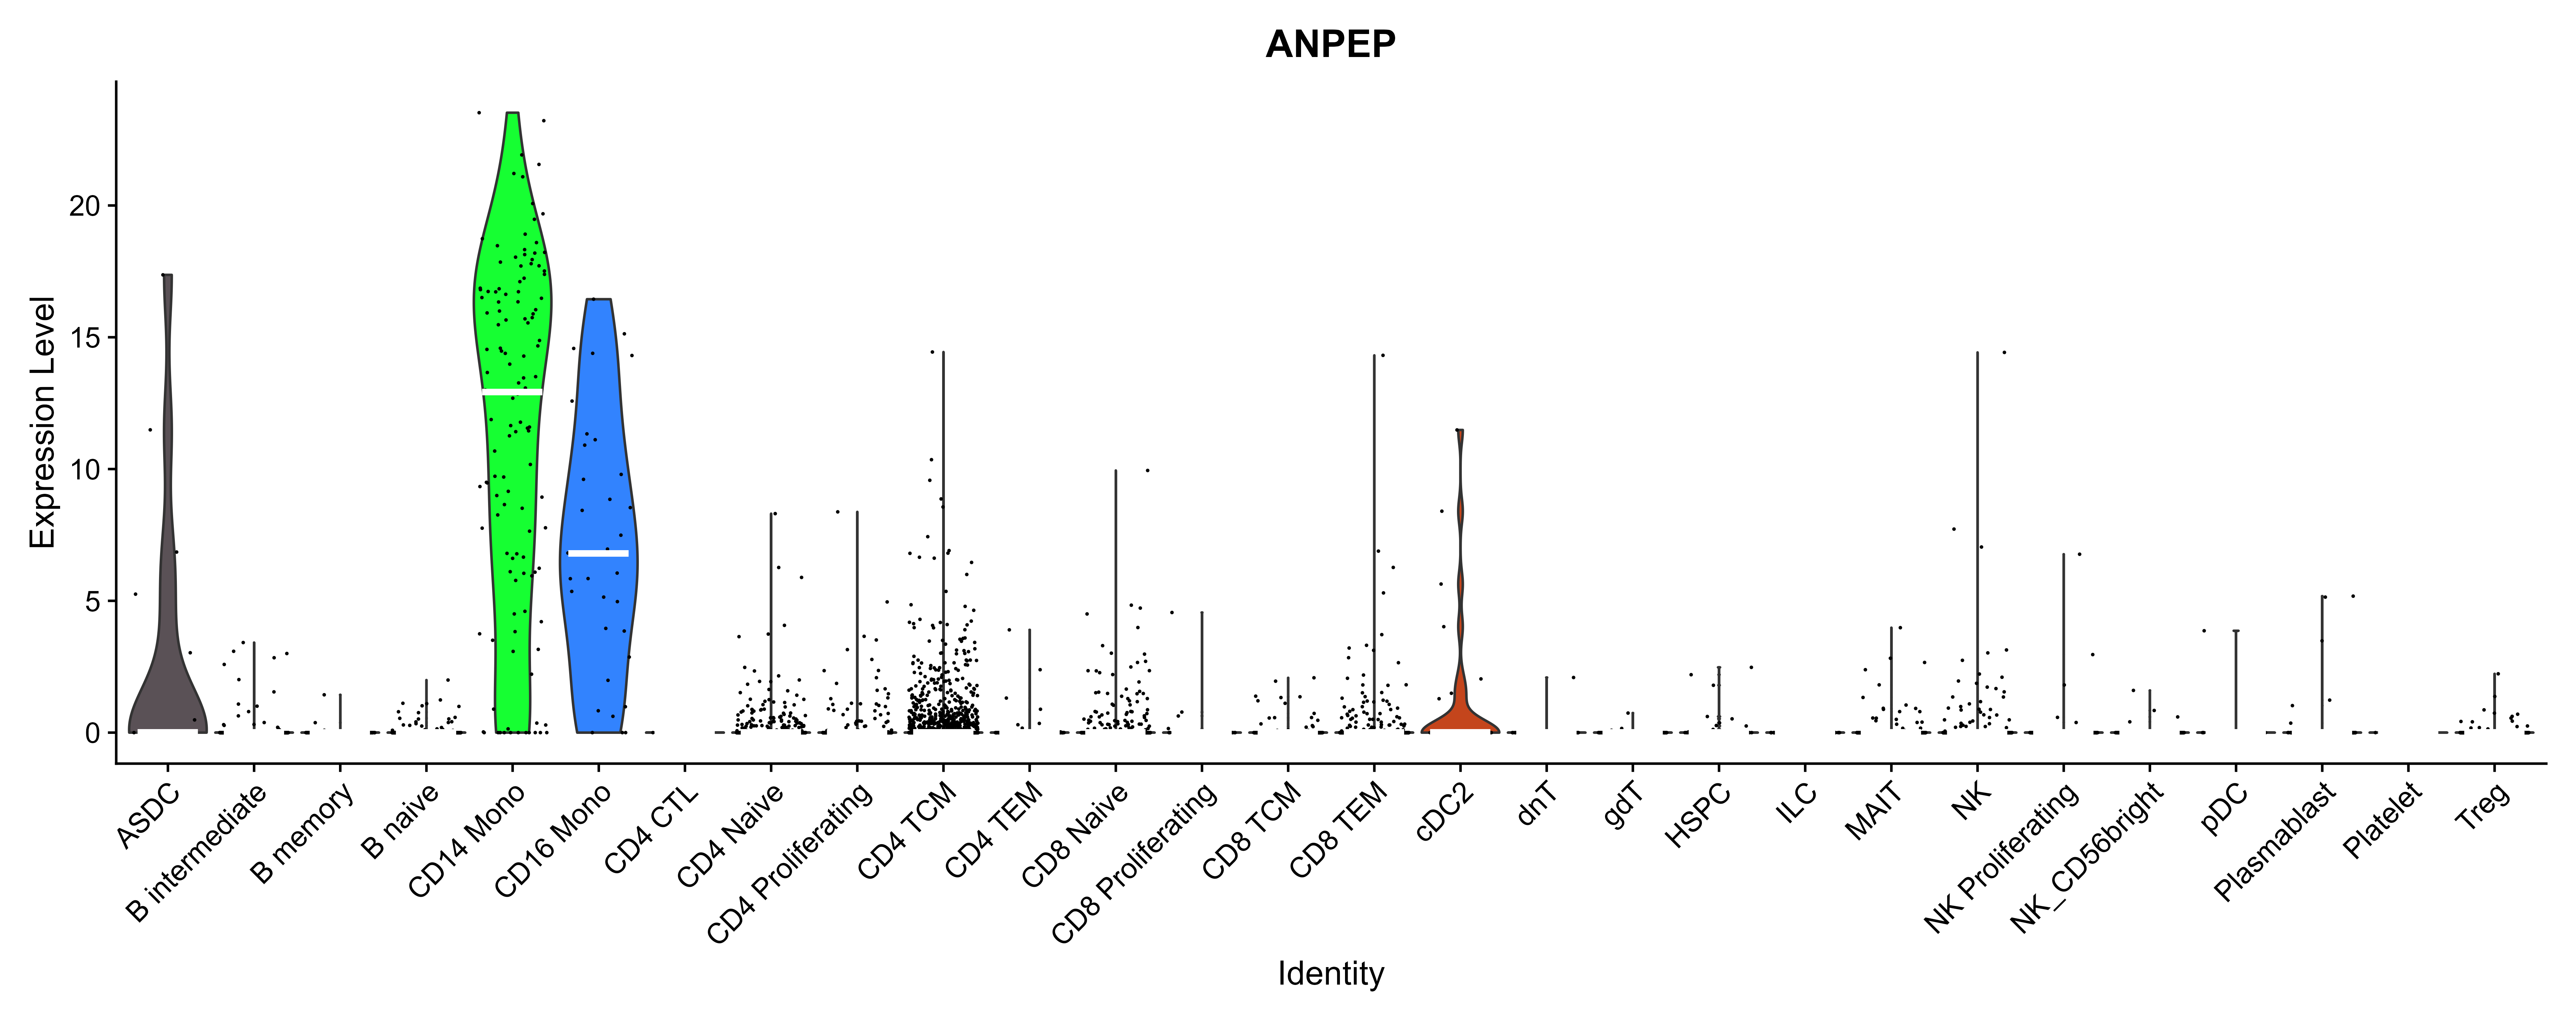 ANPEP
Expression Level
20
15
10
5
0
ASDC
B intermediate
B memory
B naive
CD14 Mono
CD16 Mono
CD4 CTL
CD4 Naive
CD4 Proliferating
CD4 TCM
CD4 TEM
CD8 Naive
CD8 Proliferating
CD8 TCM
CD8 TEM
cDC2
dnT
gdT
HSPC
ILC
MAIT
NK
NK Proliferating
NK_CD56bright
pDC
Plasmablast
Platelet
Treg
Identity